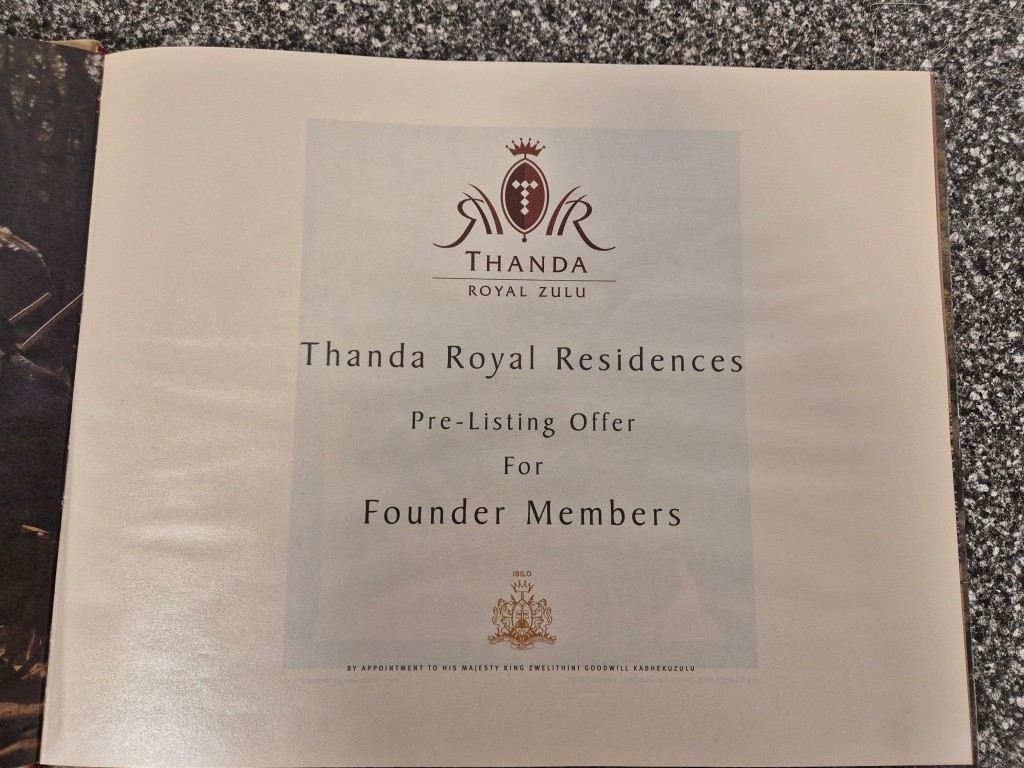 R T R
THANDA
ROYAL ZULU
Thanda Royal Residences
Pre-Listing Offer
For
Founder Members
ISILO
BY APPOINTMENT TO HIS MAJESTY KING ZWELITHINI GOODWILL KABHEKUZULU